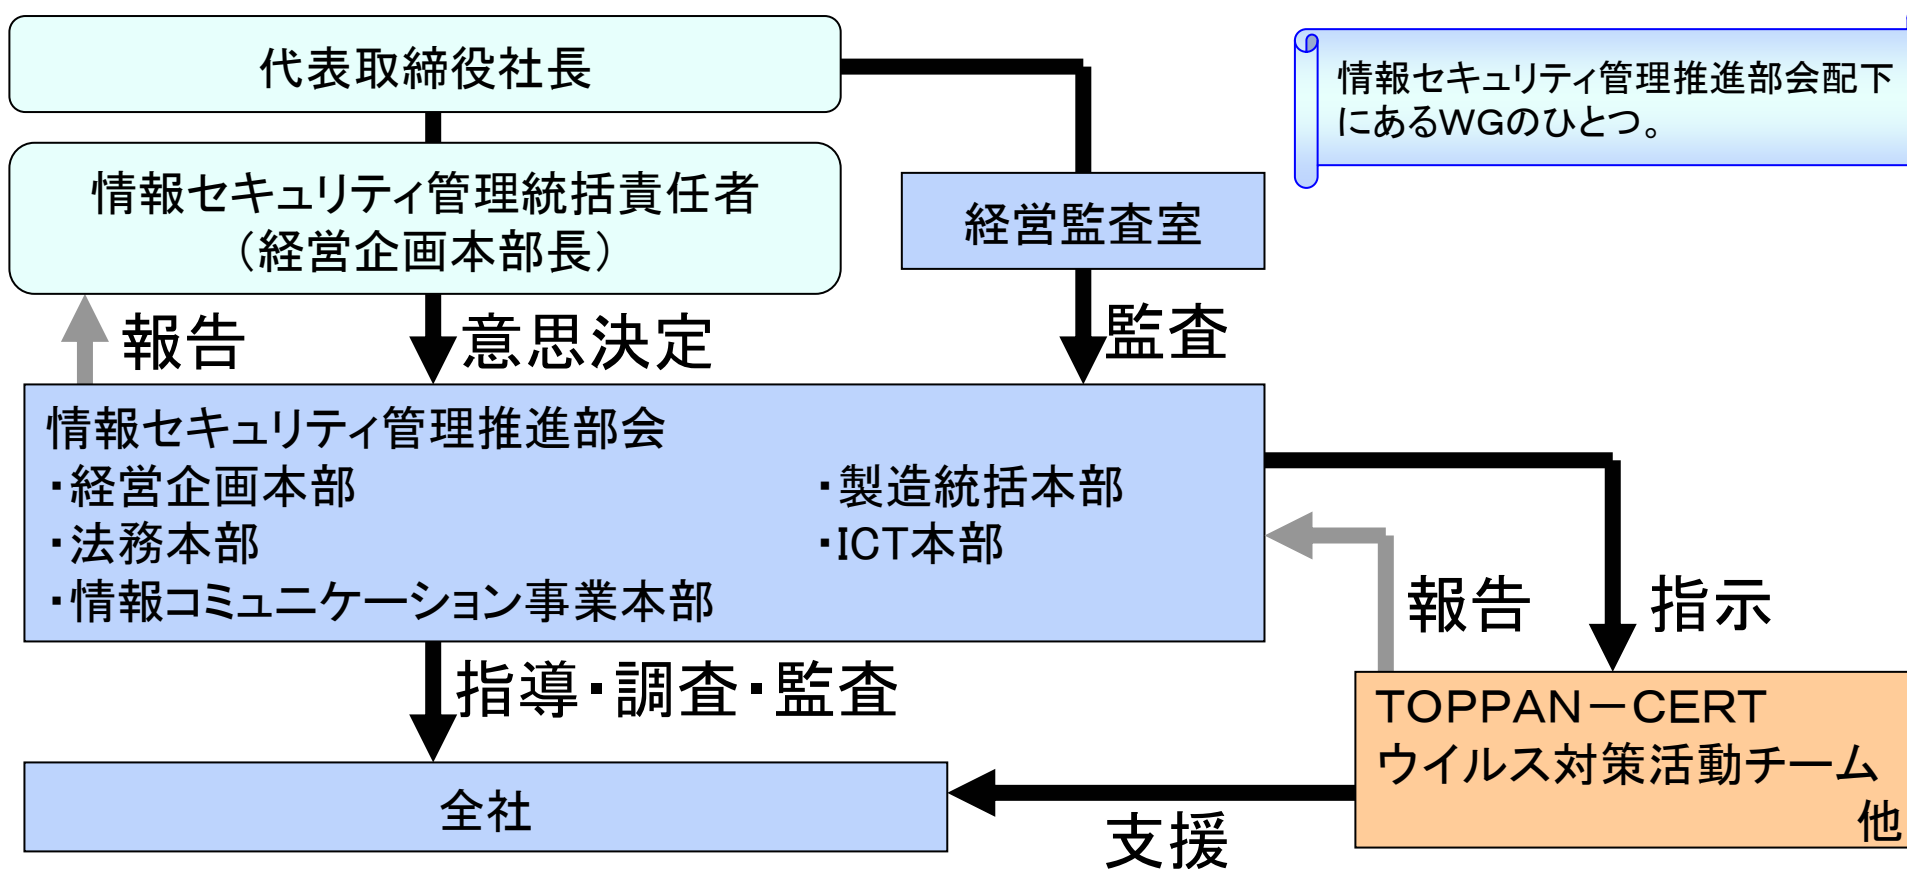 代表取締役社長
情報セキュリティ管理推進部会配下
にあるWGのひとつ。
情報セキュリティ管理統括責任者
（経営企画本部長）
経営監査室
報告
意思決定
監査
情報セキュリティ管理推進部会
・経営企画本部
・製造統括本部
・法務本部
・ICT本部
・情報コミュニケーション事業本部
報告
指示
指導・調査・監査
TOPPAN－CERT
ウイルス対策活動チーム
他
全社
支援